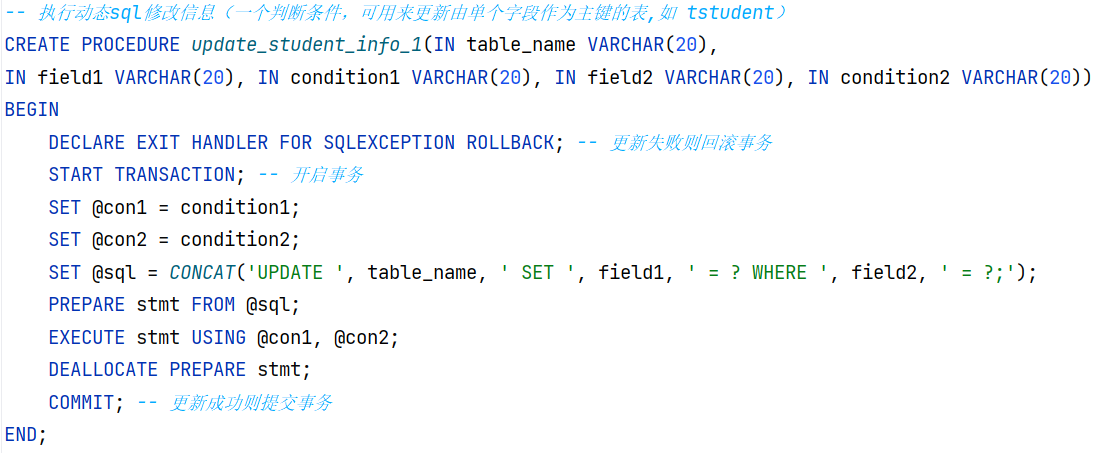 -- 执行动态sql修改信息（一个判断条件，可用来更新由单个字段作为主键的表,如 tstudent）
CREATE PROCEDURE update_student_info_1(IN table_name VARCHAR(20),
IN field1 VARCHAR(20), IN condition1 VARCHAR(20), IN field2 VARCHAR(20), IN condition2 VARCHAR(20))
BEGIN
    DECLARE EXIT HANDLER FOR SQLEXCEPTION ROLLBACK; -- 更新失败则回滚事务
    START TRANSACTION; -- 开启事务
    SET @con1 = condition1;
    SET @con2 = condition2;
    SET @sql = CONCAT('UPDATE ', table_name, ' SET ', field1, ' = ? WHERE ', field2, ' = ?;');
    PREPARE stmt FROM @sql;
    EXECUTE stmt USING @con1, @con2;
    DEALLOCATE PREPARE stmt;
    COMMIT; -- 更新成功则提交事务
END;